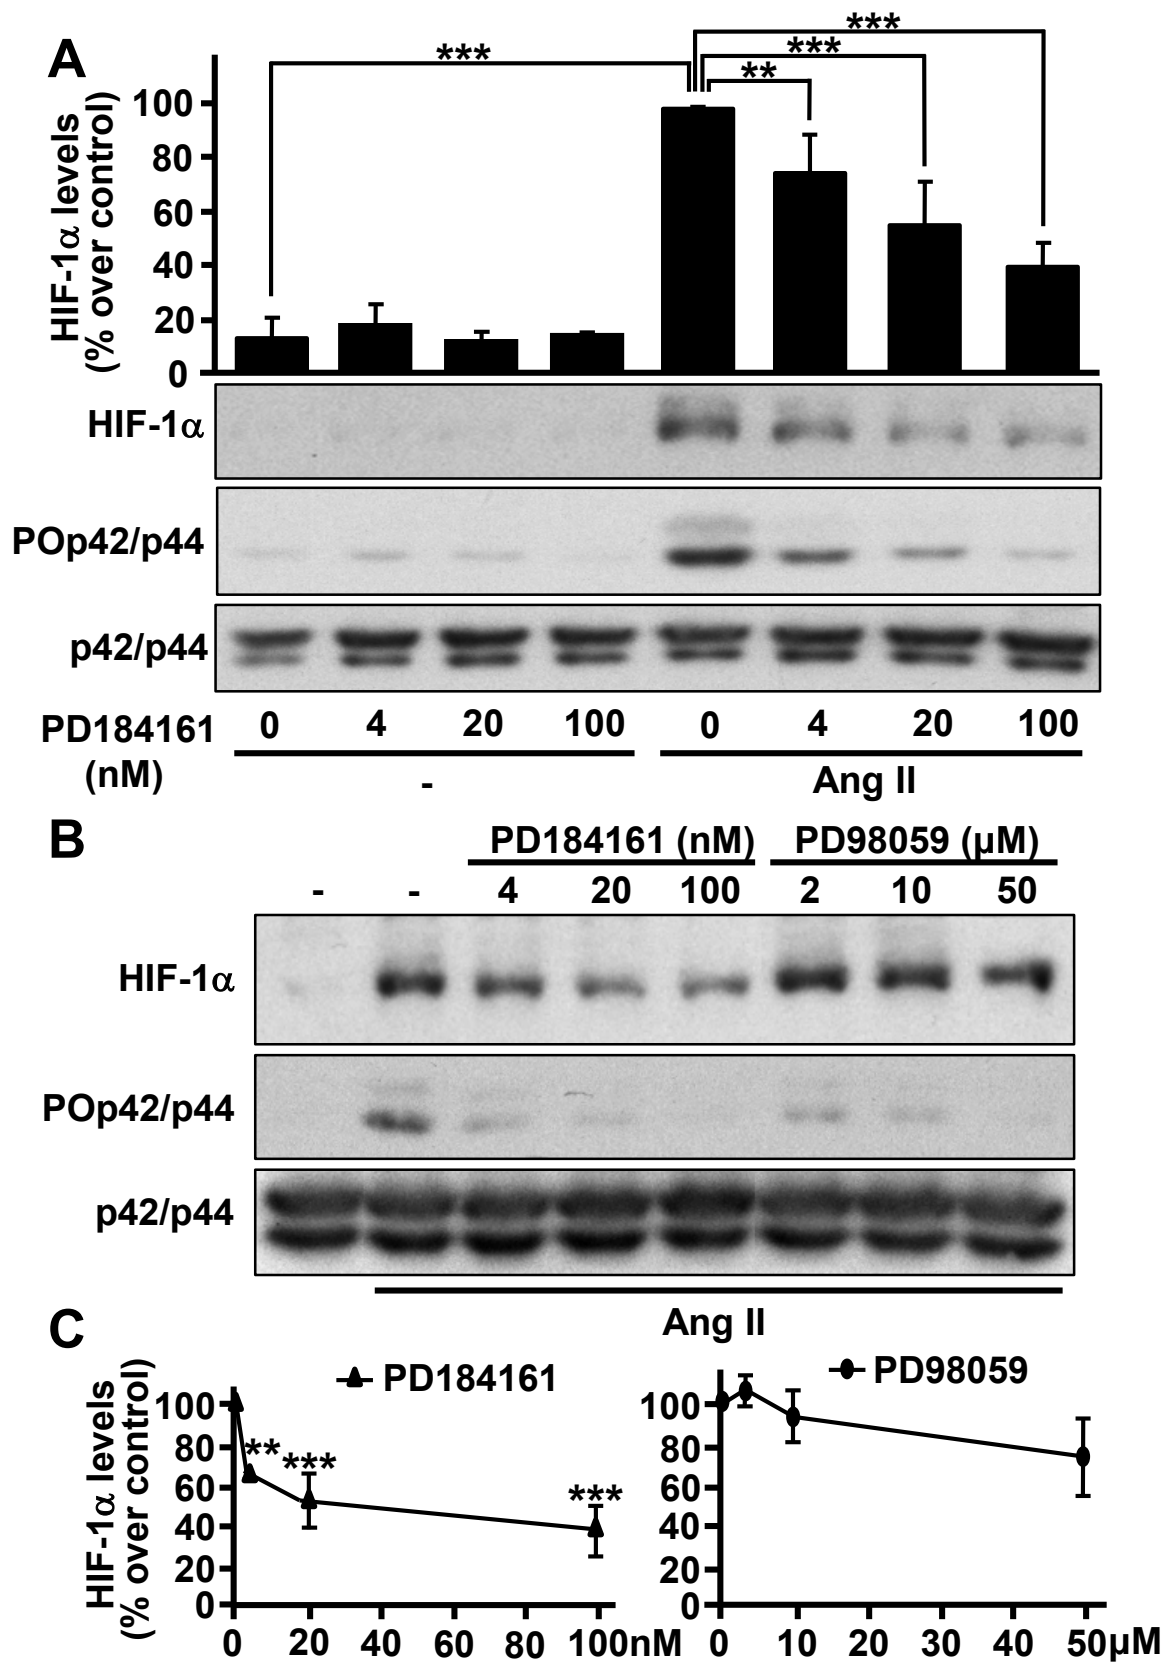 A
***
***
***
**
HIF-1α levels
(% over control)
100
80
60
40
20
0
HIF-1α
POp42/p44
p42/p44
PD184161 0 4 20 100 0 4 20 100
(nM) - Ang II
B
PD184161 (nM) PD98059 (µM)
- - 4 20 100 2 10 50
HIF-1α
POp42/p44
p42/p44
Ang II
C
HIF-1α levels
(% over control)
PD184161
100
80
60
40
20
0
**
***
***
0 20 40 60 80 100nM
PD98059
100
80
60
40
20
0
0 10 20 30 40 50µM